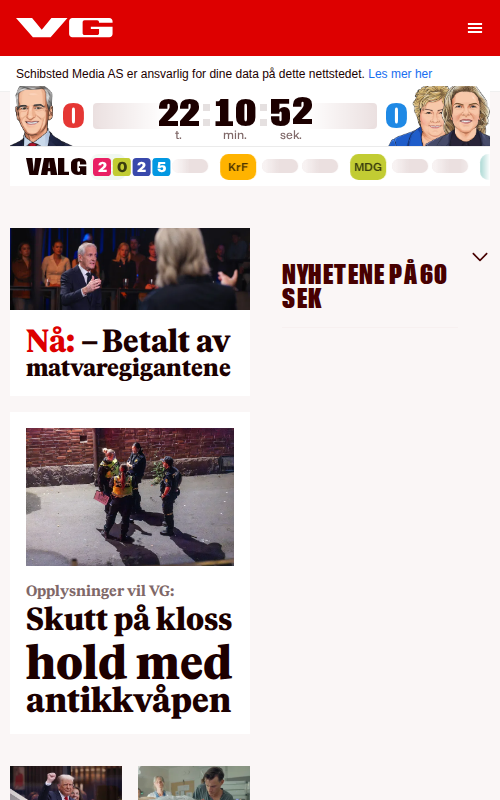 VG
Schibsted Media AS er ansvarlig for dine data på dette nettstedet. Les mer her
0 22:10:52 0
t. min. sek.
VALG 2025 KrF MDG
NYHETENE PÅ 60
SEK
Nå: – Betalt av
matvaregigantene
Opplysninger vil VG:
Skutt på kloss
hold med
antikkvåpen